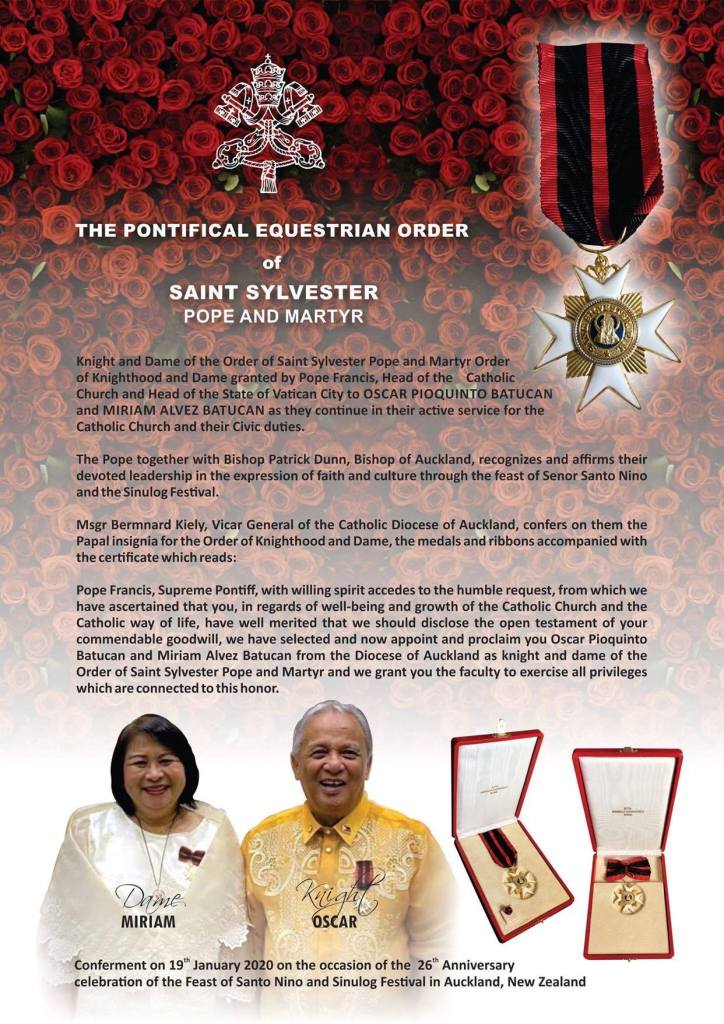 THE PONTIFICAL EQUESTRIAN ORDER
of
SAINT SYLVESTER
POPE AND MARTYR
Knight and Dame of the Order of Saint Sylvester Pope and Martyr Order
of Knighthood and Dame granted by Pope Francis, Head of the Catholic
Church and Head of the State of Vatican City to OSCAR PIOQUINTO BATUCAN
and MIRIAM ALVEZ BATUCAN as they continue in their active service for the
Catholic Church and their Civic duties.
The Pope together with Bishop Patrick Dunn, Bishop of Auckland, recognizes and affirms their
devoted leadership in the expression of faith and culture through the feast of Senor Santo Nino
and the Sinulog Festival.
Msgr Bermnard Kiely, Vicar General of the Catholic Diocese of Auckland, confers on them the
Papal insignia for the Order of Knighthood and Dame, the medals and ribbons accompanied with
the certificate which reads:
Pope Francis, Supreme Pontiff, with willing spirit accedes to the humble request, from which we
have ascertained that you, in regards of well-being and growth of the Catholic Church and the
Catholic way of life, have well merited that we should disclose the open testament of your
commendable goodwill, we have selected and now appoint and proclaim you Oscar Pioquinto
Batucan and Miriam Alvez Batucan from the Diocese of Auckland as knight and dame of the
Order of Saint Sylvester Pope and Martyr and we grant you the faculty to exercise all privileges
which are connected to this honor.
Dame
MIRIAM
Knight
OSCAR
Conferment on 19th January 2020 on the occasion of the 26th Anniversary
celebration of the Feast of Santo Nino and Sinulog Festival in Auckland, New Zealand